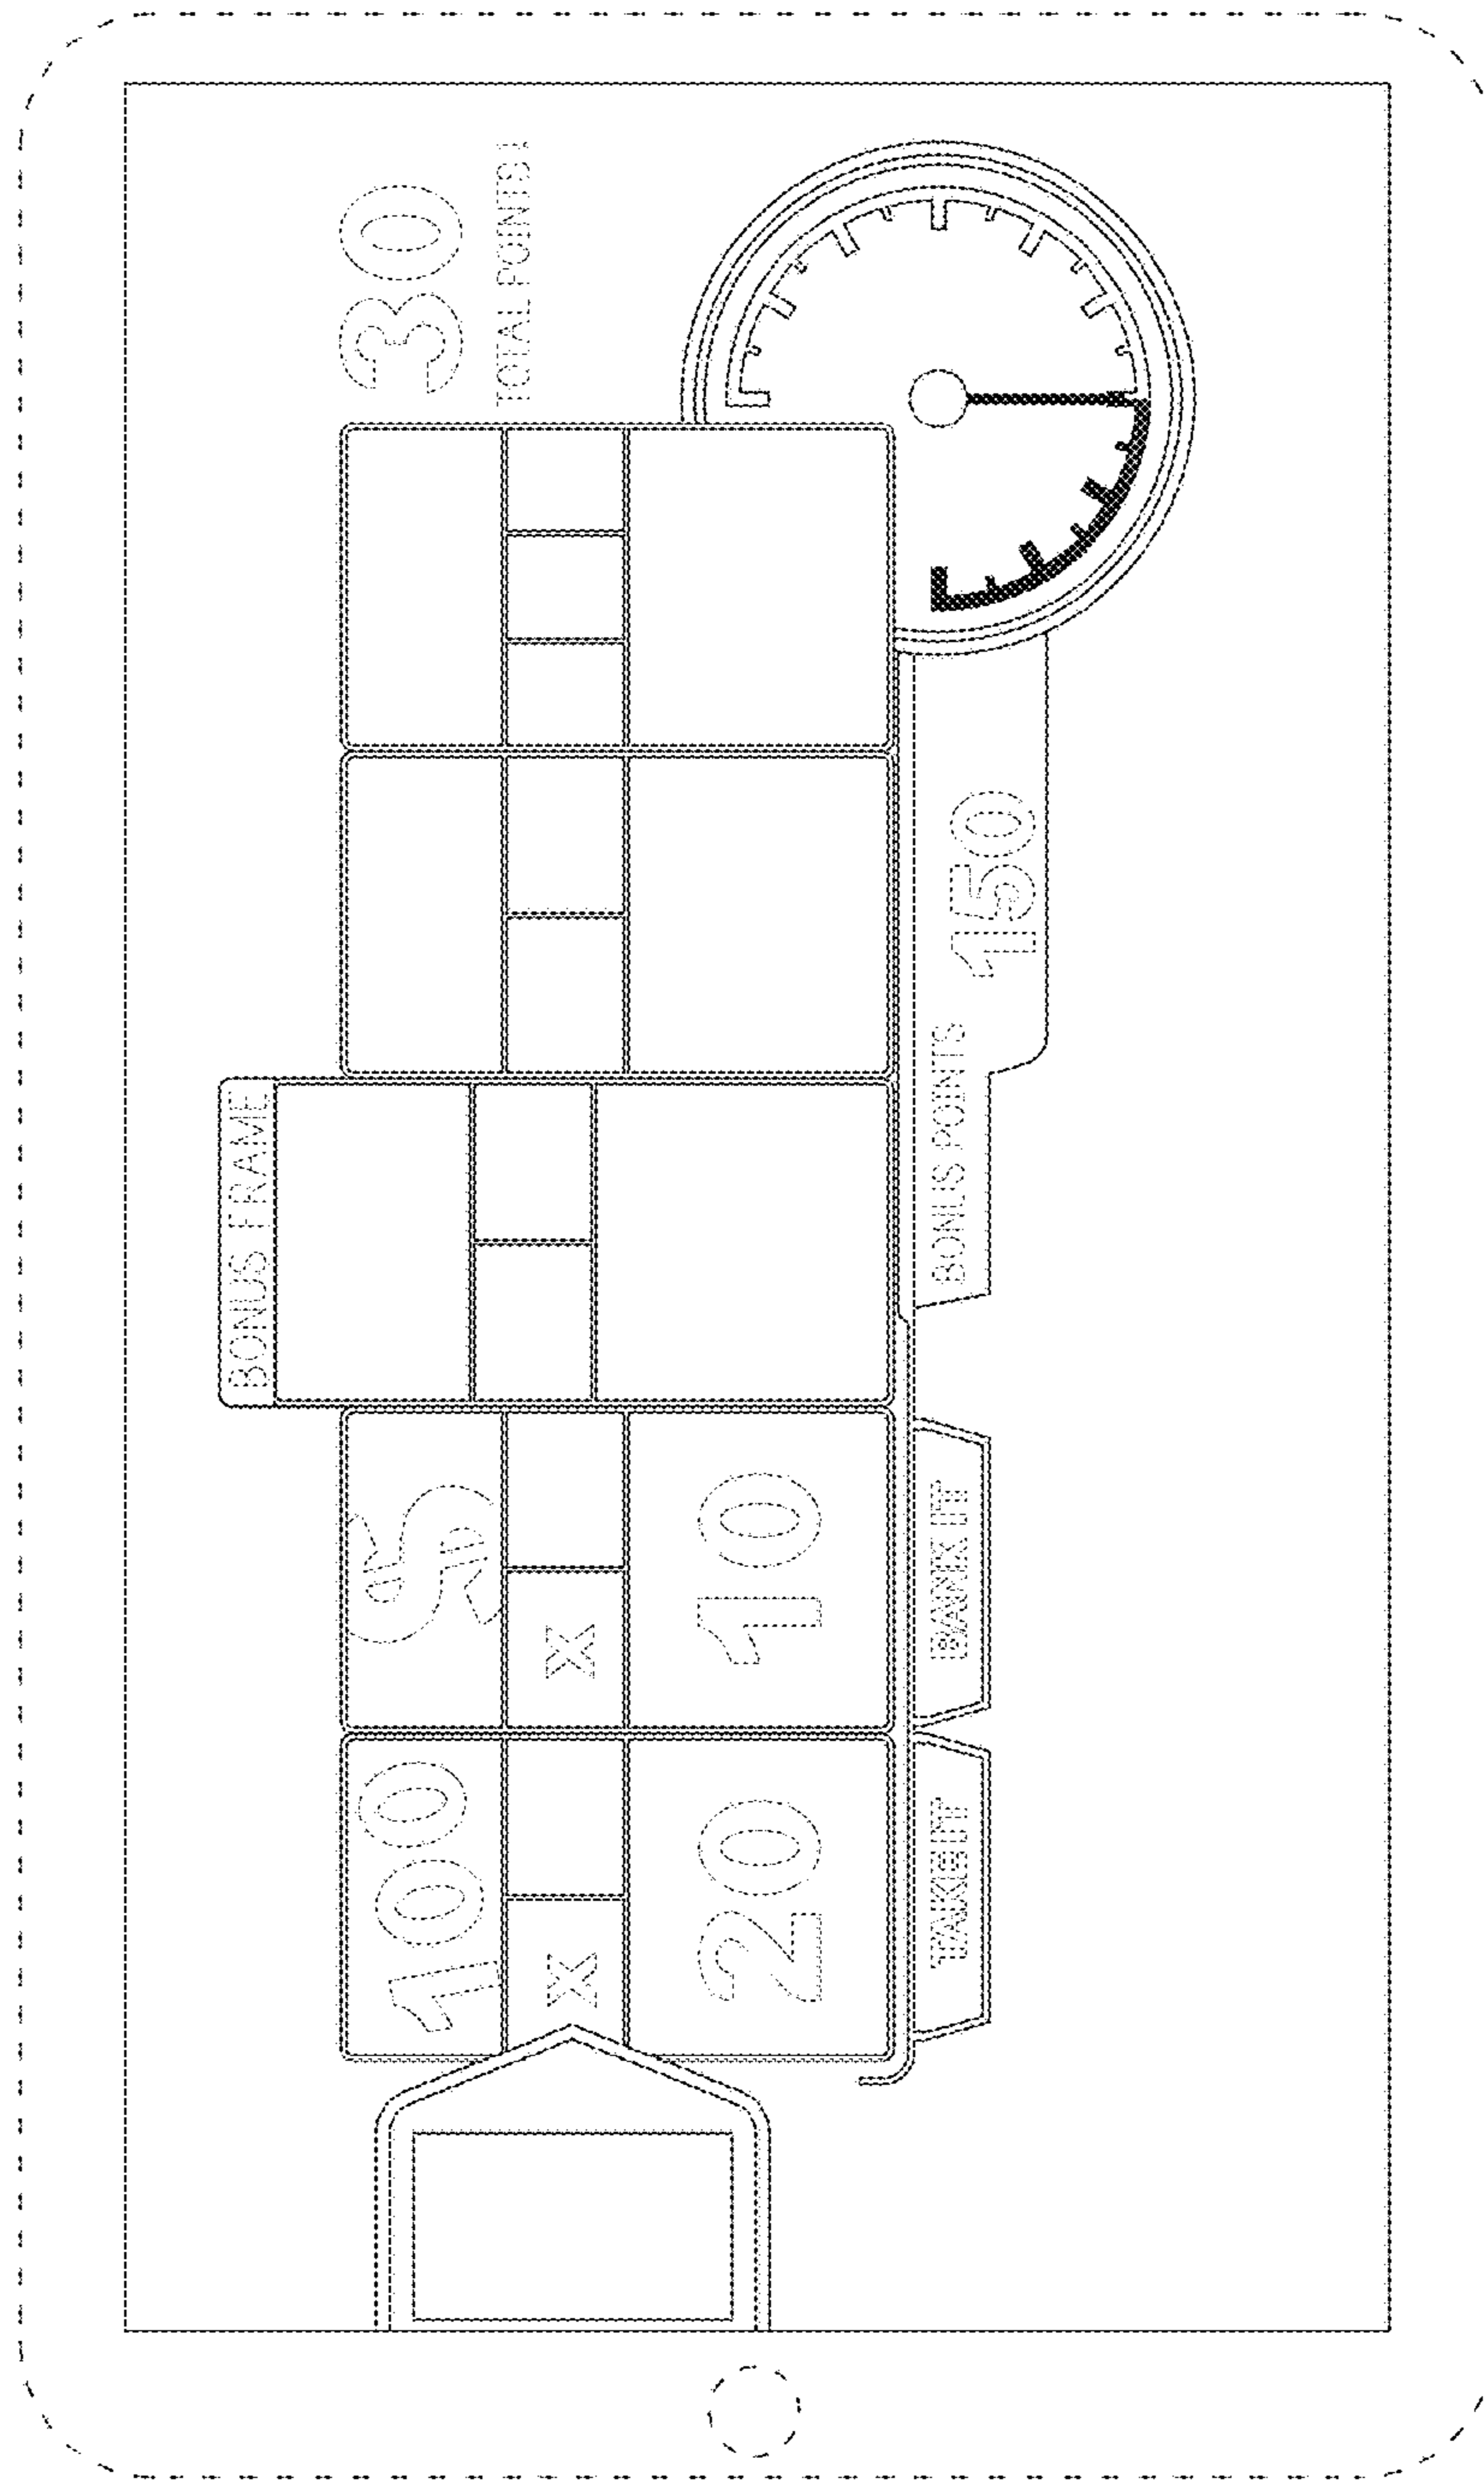 BONUS FRAME
100
$
30
TOTAL POINTS!
X
X
20
10
TAKE IT
BANK IT
BONUS POINTS
150